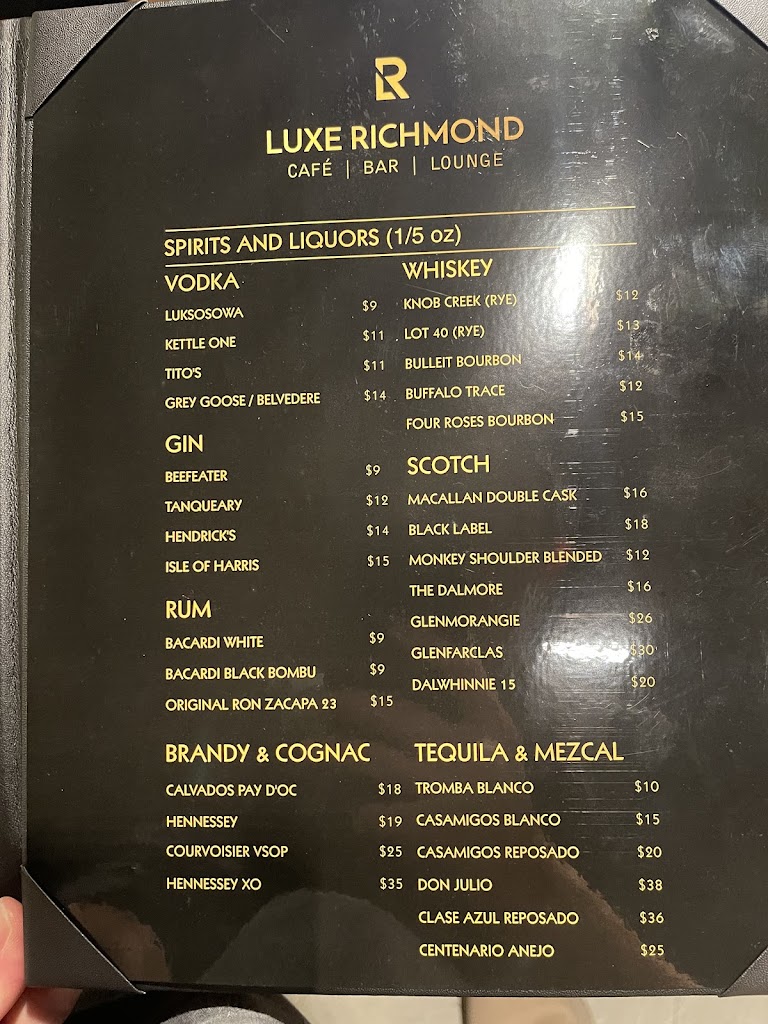 LR
LUXE RICHMOND
CAFÉ | BAR | LOUNGE
SPIRITS AND LIQUORS (1/5 oz)
VODKA
LUKSOSOWA $9
KETTLE ONE $11
TITO'S $11
GREY GOOSE / BELVEDERE $14
GIN
BEEFEATER $9
TANQUEARY $12
HENDRICK'S $14
ISLE OF HARRIS $15
RUM
BACARDI WHITE $9
BACARDI BLACK BOMBU $9
ORIGINAL RON ZACAPA 23 $15
BRANDY & COGNAC
CALVADOS PAY D'OC $18
HENNESSEY $19
COURVOISIER VSOP $25
HENNESSEY XO $35
WHISKEY
KNOB CREEK (RYE) $12
LOT 40 (RYE) $13
BULLEIT BOURBON $14
BUFFALO TRACE $12
FOUR ROSES BOURBON $15
SCOTCH
MACALLAN DOUBLE CASK $16
BLACK LABEL $18
MONKEY SHOULDER BLENDED $12
THE DALMORE $16
GLENMORANGIE $26
GLENFARCLAS $30
DALWHINNIE 15 $20
TEQUILA & MEZCAL
TROMBA BLANCO $10
CASAMIGOS BLANCO $15
CASAMIGOS REPOSADO $20
DON JULIO $38
CLASE AZUL REPOSADO $36
CENTENARIO ANEJO $25